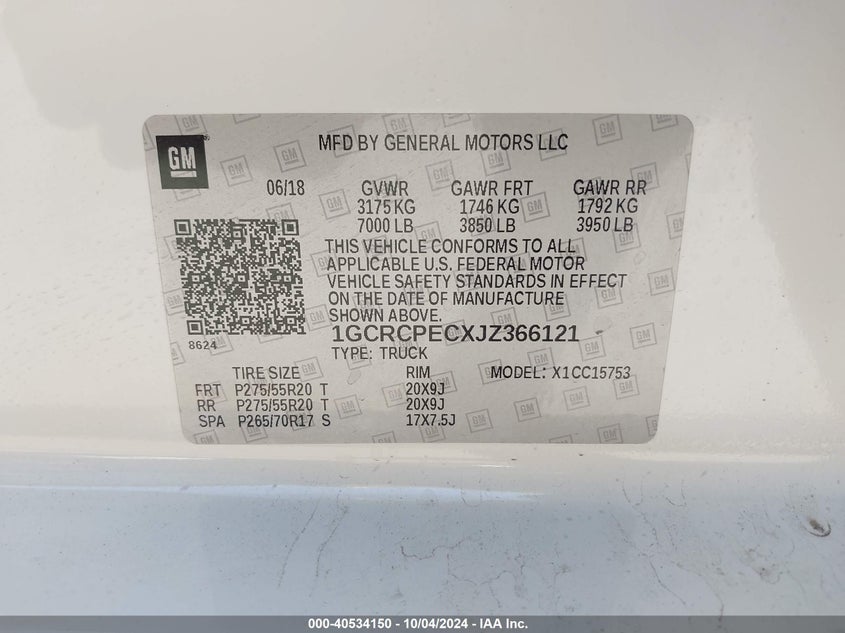 GM
MFD BY GENERAL MOTORS LLC
06/18 GVWR GAWR FRT GAWR RR
3175 KG 1746 KG 1792 KG
7000 LB 3850 LB 3950 LB
THIS VEHICLE CONFORMS TO ALL
APPLICABLE U.S. FEDERAL MOTOR
VEHICLE SAFETY STANDARDS IN EFFECT
ON THE DATE OF MANUFACTURE
SHOWN ABOVE.
8624
1GCRCPECXJZ366121
TYPE: TRUCK
TIRE SIZE RIM MODEL: X1CC15753
FRT P275/55R20 T 20X9J
RR P275/55R20 T 20X9J
SPA P265/70R17 S 17X7.5J
000-40534150 - 10/04/2024 - IAA Inc.